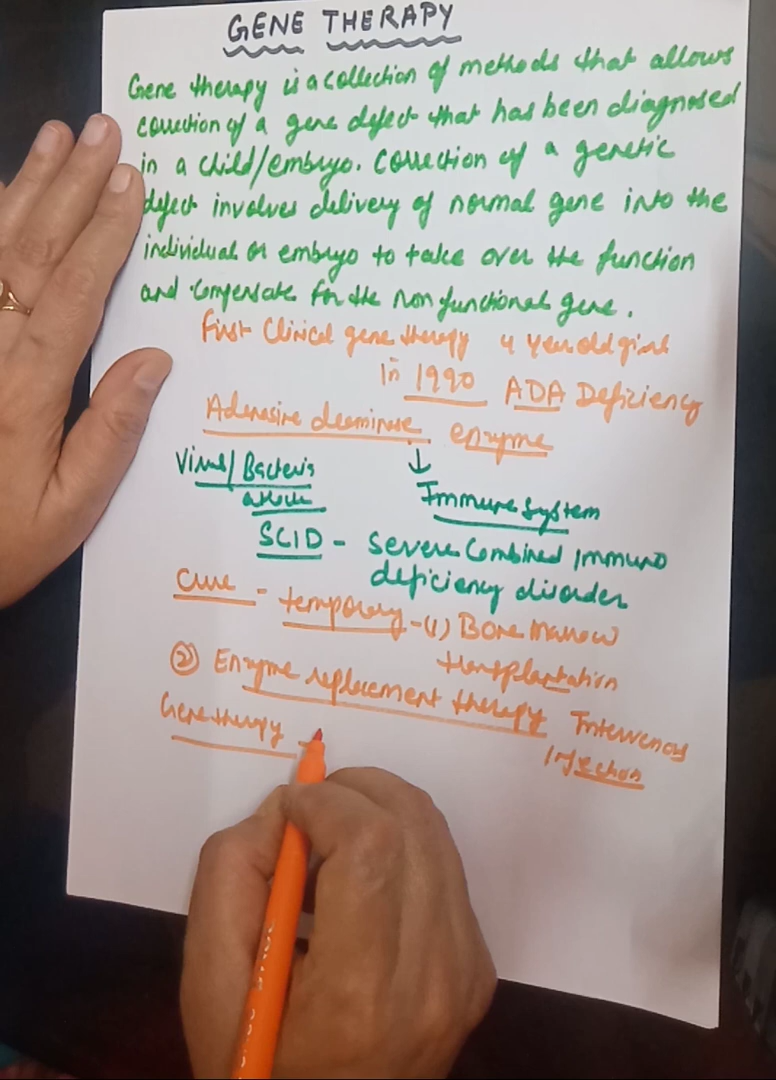 GENE THERAPY
Gene therapy is a collection of methods that allows
correction of a gene defect that has been diagnosed
in a child/embryo. Correction of a genetic
defect involves delivery of normal gene into the
individual or embryo to take over the function
and compensate for the non functional gene.
First Clinical gene therapy 4 year old girl
in 1990 ADA Deficiency
Adenosine deaminase enzyme
Virus/Bacteria
↓
attack
Immune System
SCID - Severe Combined Immuno
deficiency disorder
Cure - temporary - (1) Bone Marrow
transplantation
(2) Enzyme replacement therapy Intervenous
Injection
Gene therapy -